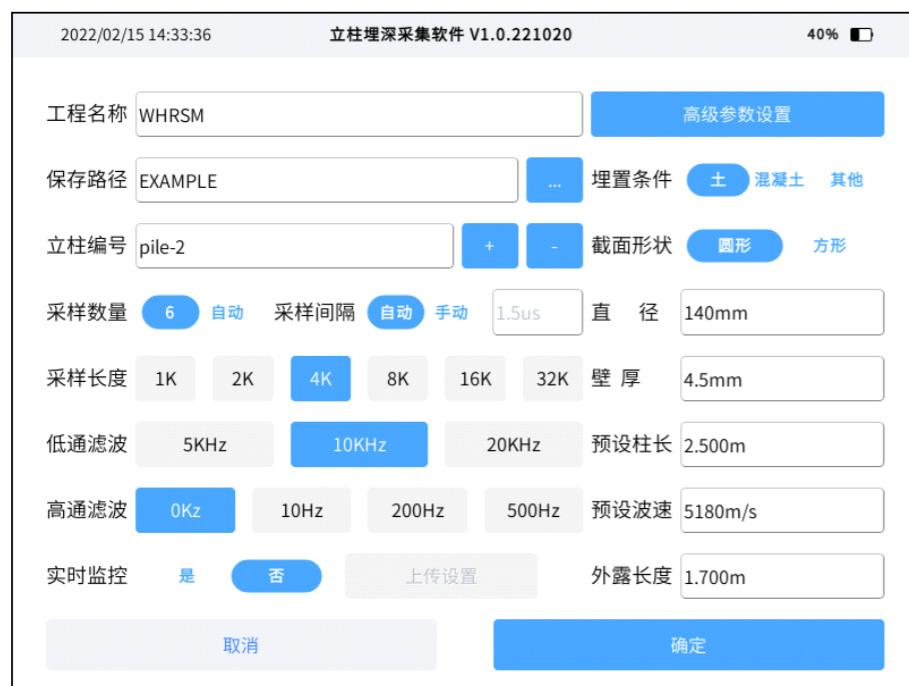 2022/02/15 14:33:36 立柱埋深采集软件 V1.0.221020 40%
工程名称 WHRSM 高级参数设置
保存路径 EXAMPLE ... 埋置条件 土 混凝土 其他
立柱编号 pile-2 + - 截面形状 圆形 方形
采样数量 6 自动 采样间隔 自动 手动 1.5us 直 径 140mm
采样长度 1K 2K 4K 8K 16K 32K 壁 厚 4.5mm
低通滤波 5KHz 10KHz 20KHz 预设柱长 2.500m
高通滤波 0Kz 10Hz 200Hz 500Hz 预设波速 5180m/s
实时监控 是 否 上传设置 外露长度 1.700m
取消 确定